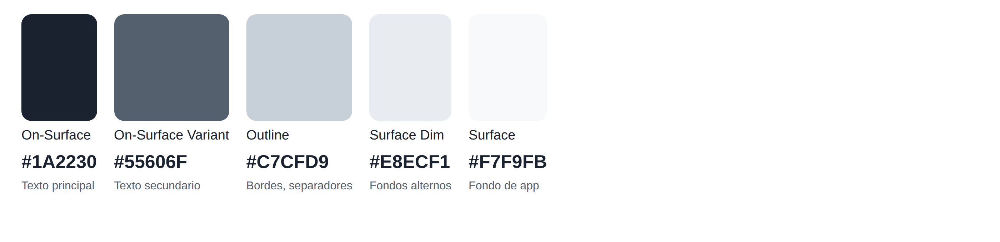 On-Surface
#1A2230
Texto principal
On-Surface Variant
#55606F
Texto secundario
Outline
#C7CFD9
Bordes, separadores
Surface Dim
#E8ECF1
Fondos alternos
Surface
#F7F9FB
Fondo de app